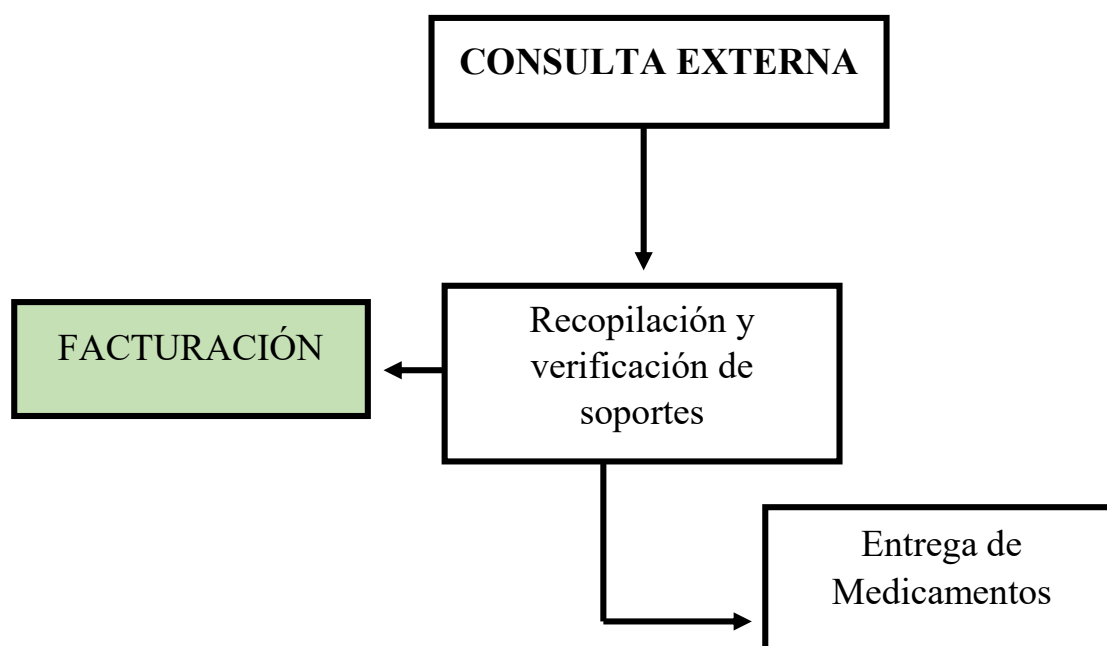 CONSULTA EXTERNA
FACTURACIÓN
Recopilación y
verificación de
soportes
Entrega de
Medicamentos